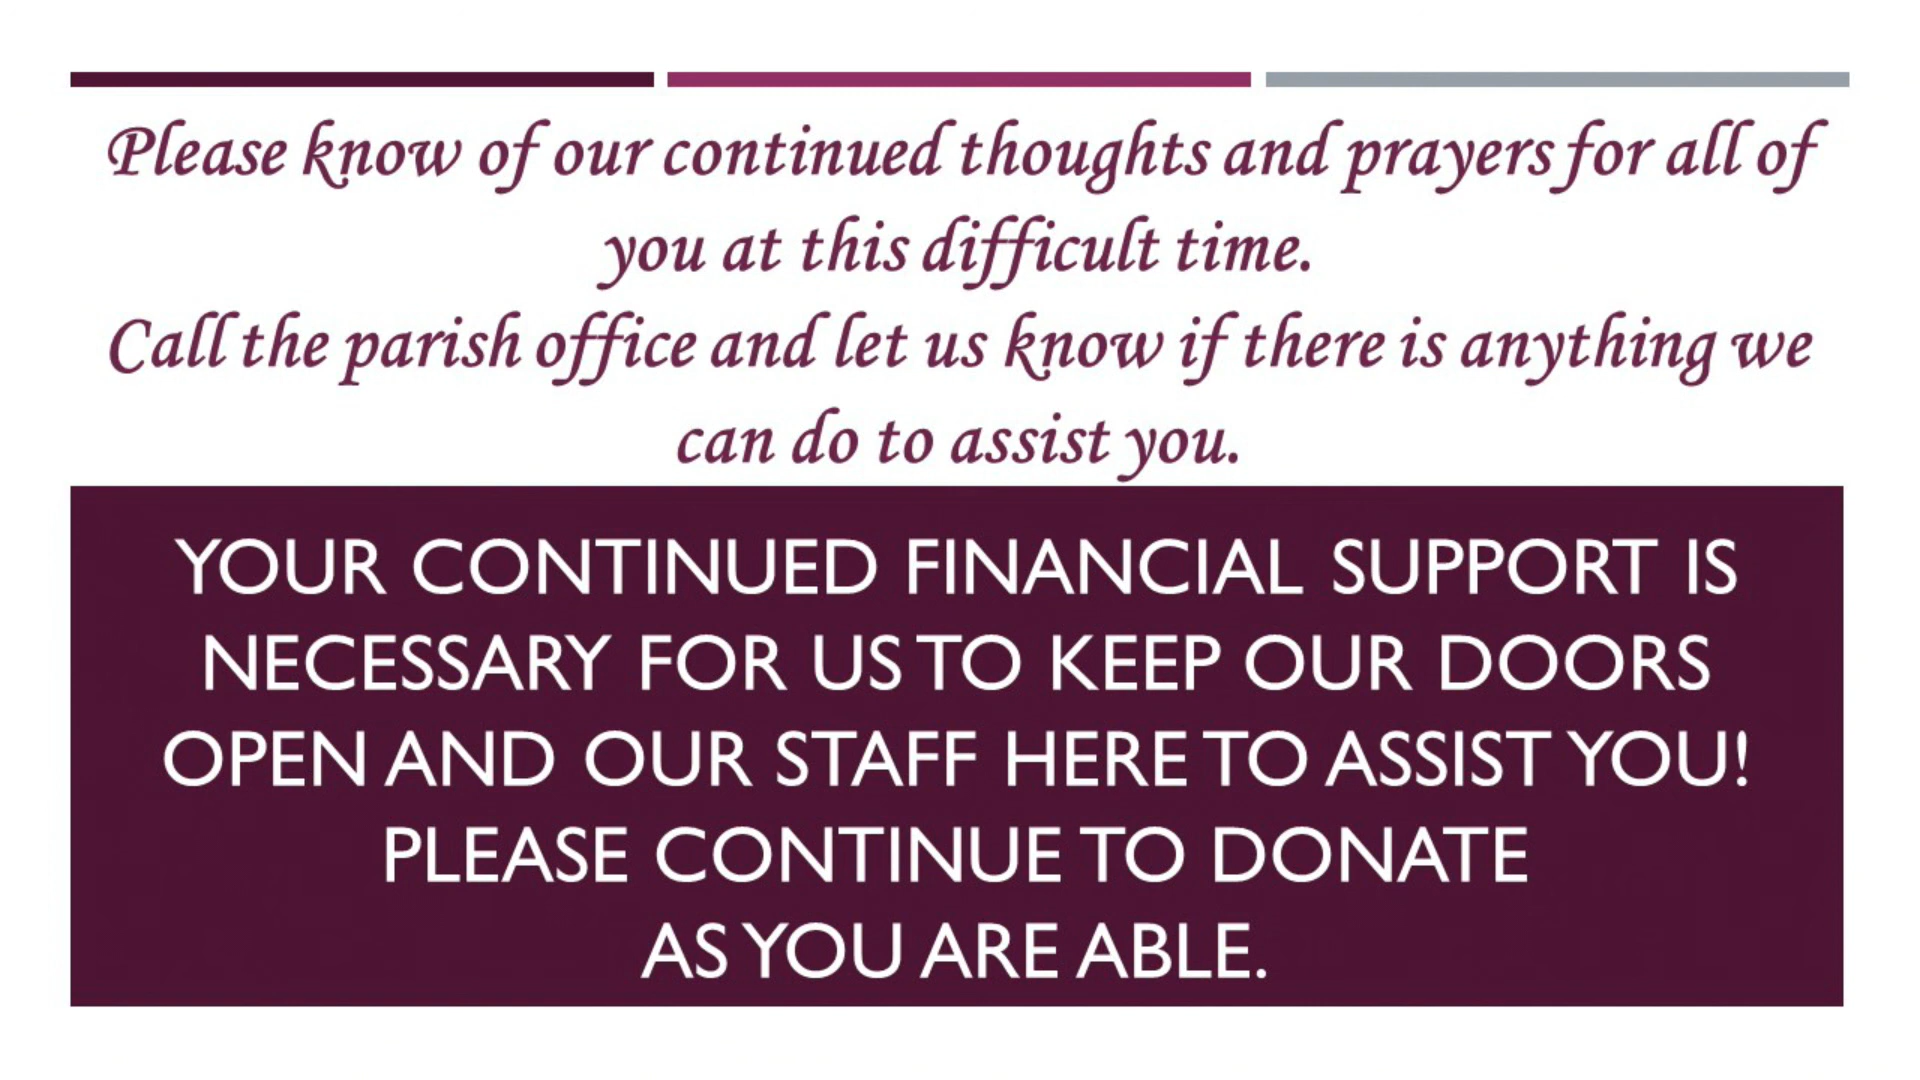 Please know of our continued thoughts and prayers for all of
you at this difficult time.
Call the parish office and let us know if there is anything we
can do to assist you.
YOUR CONTINUED FINANCIAL SUPPORT IS
NECESSARY FOR US TO KEEP OUR DOORS
OPEN AND OUR STAFF HERE TO ASSIST YOU!
PLEASE CONTINUE TO DONATE
AS YOU ARE ABLE.